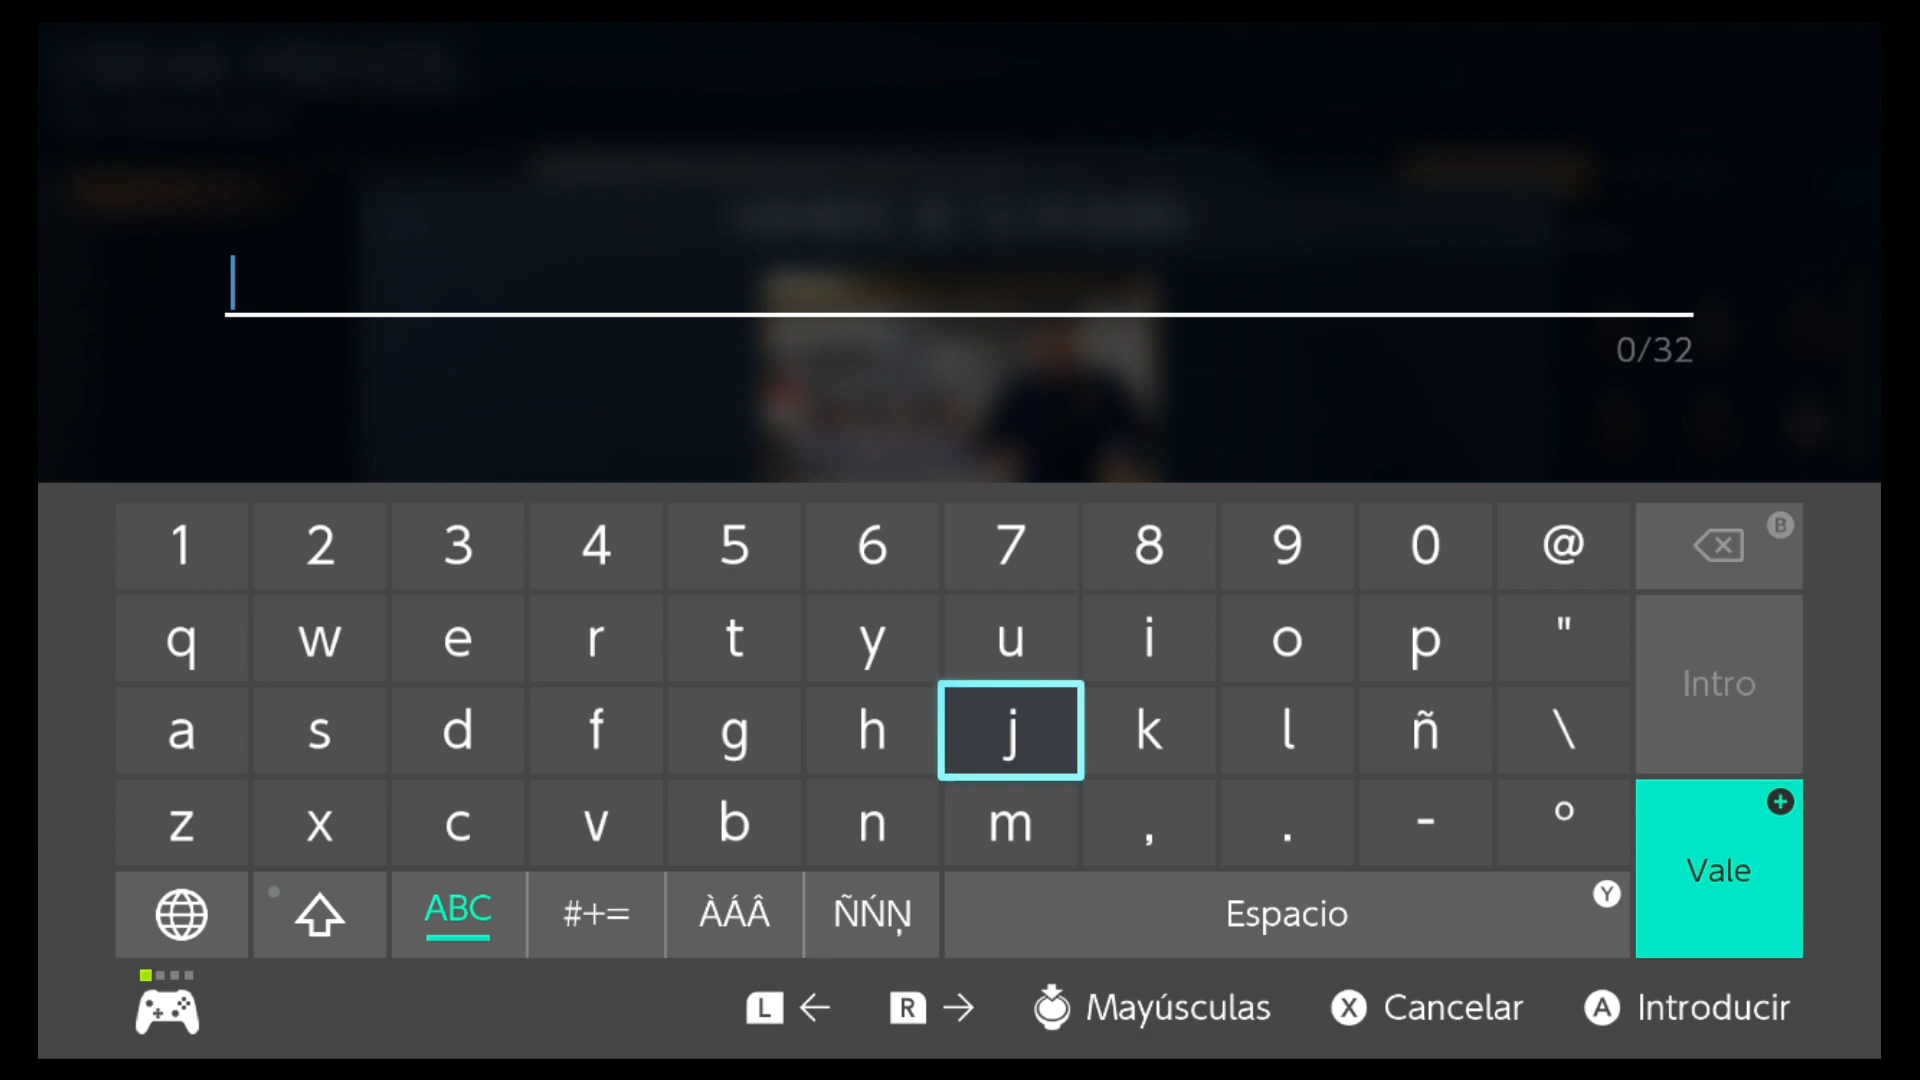 0/32
1 2 3 4 5 6 7 8 9 0 @ B
q w e r t y u i o p " Intro
a s d f g h j k l ñ \
z x c v b n m , . - º + Vale
ABC #+= ÀÁÂ ÑŃŅ Espacio Y
L ← R → Mayúsculas X Cancelar A Introducir